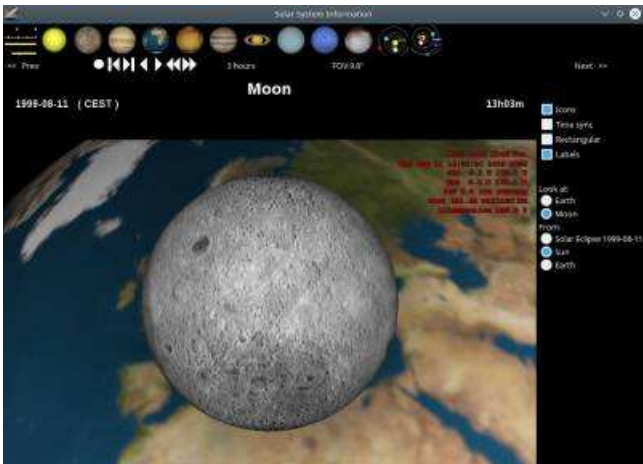 Solar System Information
<< Prev 3 hours FOV:9.8° Next >>
Moon
1999-08-11 ( CEST ) 13h03m
Icons
Time sync
Rectangular
Labels
Look at:
Earth
Moon
From:
Solar Eclipse 1999-08-11
Sun
Earth